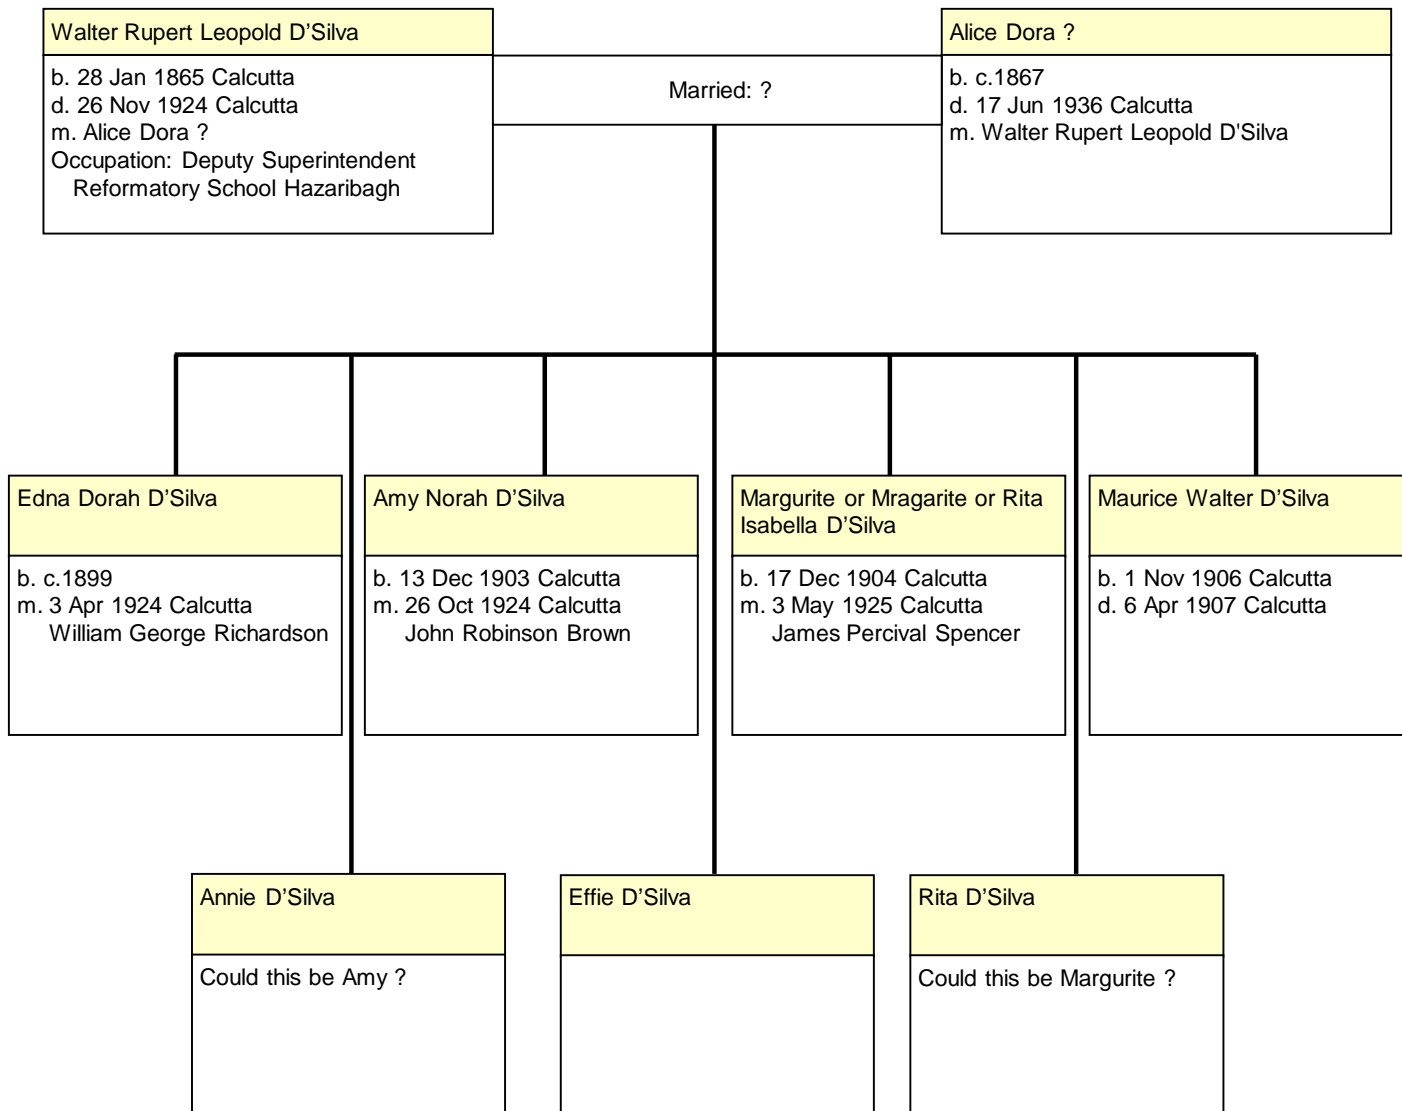 Walter Rupert Leopold D’Silva
b. 28 Jan 1865 Calcutta
d. 26 Nov 1924 Calcutta
m. Alice Dora ?
Occupation: Deputy Superintendent
Reformatory School Hazaribagh
Married: ?
Alice Dora ?
b. c.1867
d. 17 Jun 1936 Calcutta
m. Walter Rupert Leopold D'Silva
Edna Dorah D’Silva
b. c.1899
m. 3 Apr 1924 Calcutta
William George Richardson
Amy Norah D’Silva
b. 13 Dec 1903 Calcutta
m. 26 Oct 1924 Calcutta
John Robinson Brown
Margurite or Mragarite or Rita
Isabella D’Silva
b. 17 Dec 1904 Calcutta
m. 3 May 1925 Calcutta
James Percival Spencer
Maurice Walter D’Silva
b. 1 Nov 1906 Calcutta
d. 6 Apr 1907 Calcutta
Annie D’Silva
Could this be Amy ?
Effie D’Silva
Rita D’Silva
Could this be Margurite ?